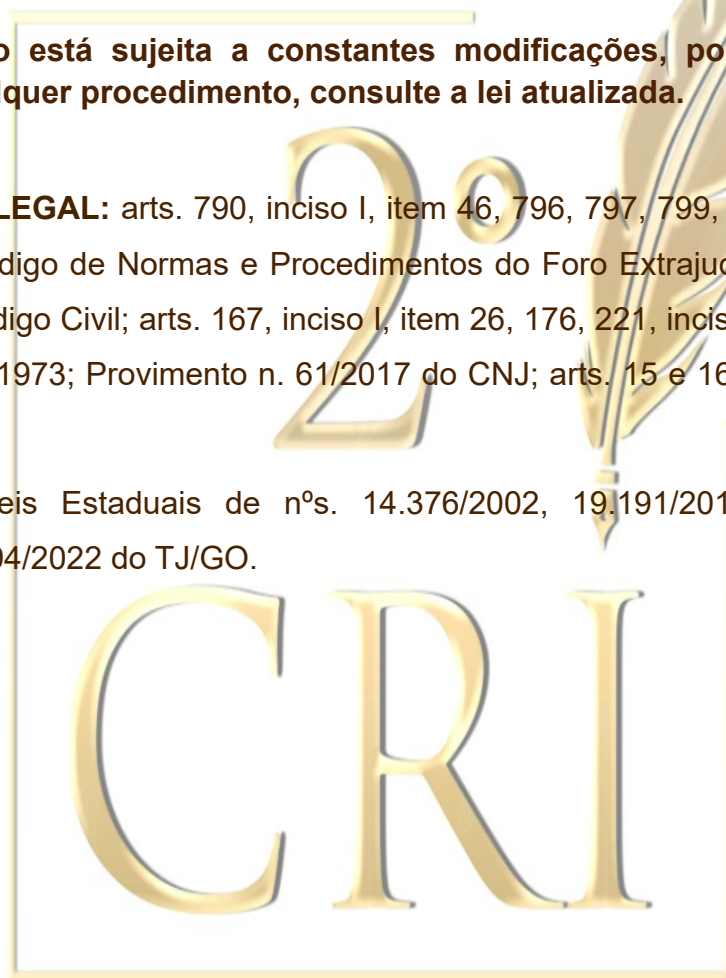 o está sujeita a constantes modificações, po
lquer procedimento, consulte a lei atualizada.
LEGAL: arts. 790, inciso I, item 46, 796, 797, 799,
digo de Normas e Procedimentos do Foro Extrajuc
digo Civil; arts. 167, inciso I, item 26, 176, 221, incis
1973; Provimento n. 61/2017 do CNJ; arts. 15 e 16
eis Estaduais de nºs. 14.376/2002, 19.191/201
04/2022 do TJ/GO.
2º
CRI